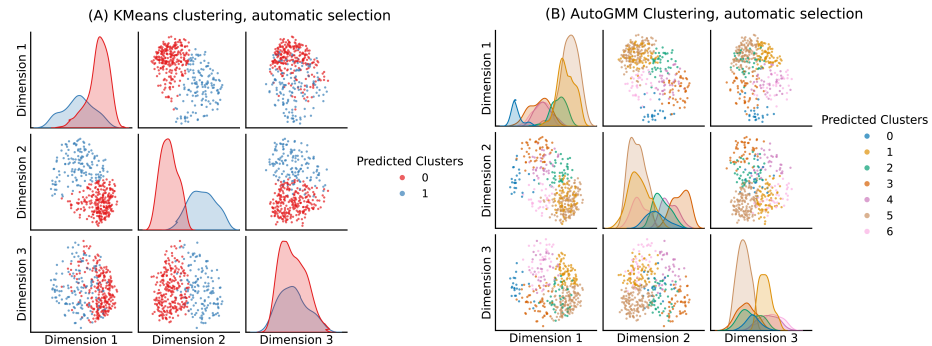 (A) KMeans clustering, automatic selection
Dimension 1
Dimension 2
Dimension 3
Dimension 1
Dimension 2
Dimension 3
Predicted Clusters
0
1
(B) AutoGMM Clustering, automatic selection
Dimension 1
Dimension 2
Dimension 3
Dimension 1
Dimension 2
Dimension 3
Predicted Clusters
0
1
2
3
4
5
6